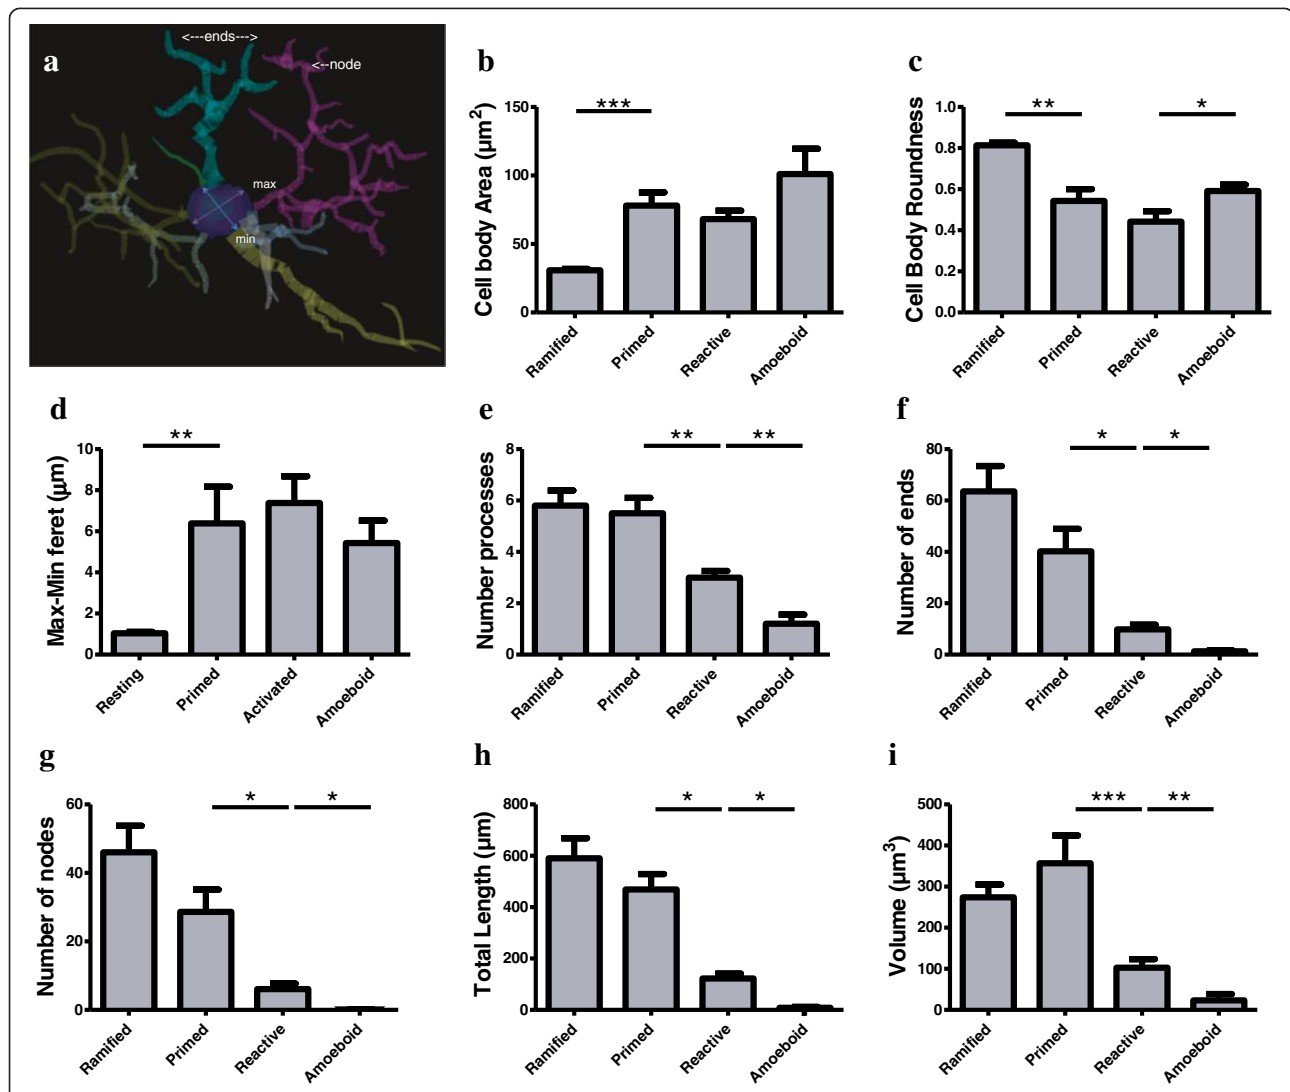 a
<---ends--->
<--node
max
min
b
Cell body Area (µm²)
150
100
50
0
***
Ramified
Primed
Reactive
Amoeboid
c
Cell Body Roundness
1.0
0.8
0.6
0.4
0.2
0.0
**
*
Ramified
Primed
Reactive
Amoeboid
d
Max-Min feret (µm)
10
8
6
4
2
0
**
Resting
Primed
Activated
Amoeboid
e
Number processes
8
6
4
2
0
**
**
Ramified
Primed
Reactive
Amoeboid
f
Number of ends
80
60
40
20
0
*
*
Ramified
Primed
Reactive
Amoeboid
g
Number of nodes
60
40
20
0
*
*
Ramified
Primed
Reactive
Amoeboid
h
Total Length (µm)
800
600
400
200
0
*
*
Ramified
Primed
Reactive
Amoeboid
i
Volume (µm³)
500
400
300
200
100
0
***
**
Ramified
Primed
Reactive
Amoeboid